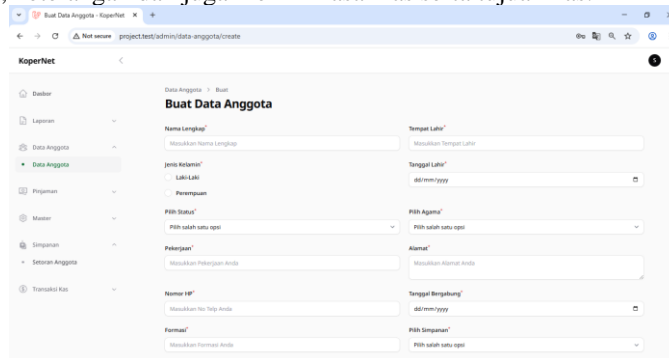 Buat Data Anggota - KoperNet
Not secure project.test/admin/data-anggota/create
KoperNet
S
Dasbor
Laporan
Data Anggota
Data Anggota
Pinjaman
Master
Simpanan
Setoran Anggota
Transaksi Kas
Data Anggota > Buat
Buat Data Anggota
Nama Lengkap*
Masukkan Nama Lengkap
Tempat Lahir*
Masukkan Tempat Lahir
Jenis Kelamin*
Laki-Laki
Perempuan
Tanggal Lahir*
dd/mm/yyyy
Pilih Status*
Pilih salah satu opsi
Pilih Agama*
Pilih salah satu opsi
Pekerjaan*
Masukkan Pekerjaan Anda
Alamat*
Masukkan Alamat Anda
Nomor HP*
Masukkan No Telp Anda
Tanggal Bergabung*
dd/mm/yyyy
Formasi*
Masukkan Formasi Anda
Pilih Simpanan*
Pilih salah satu opsi